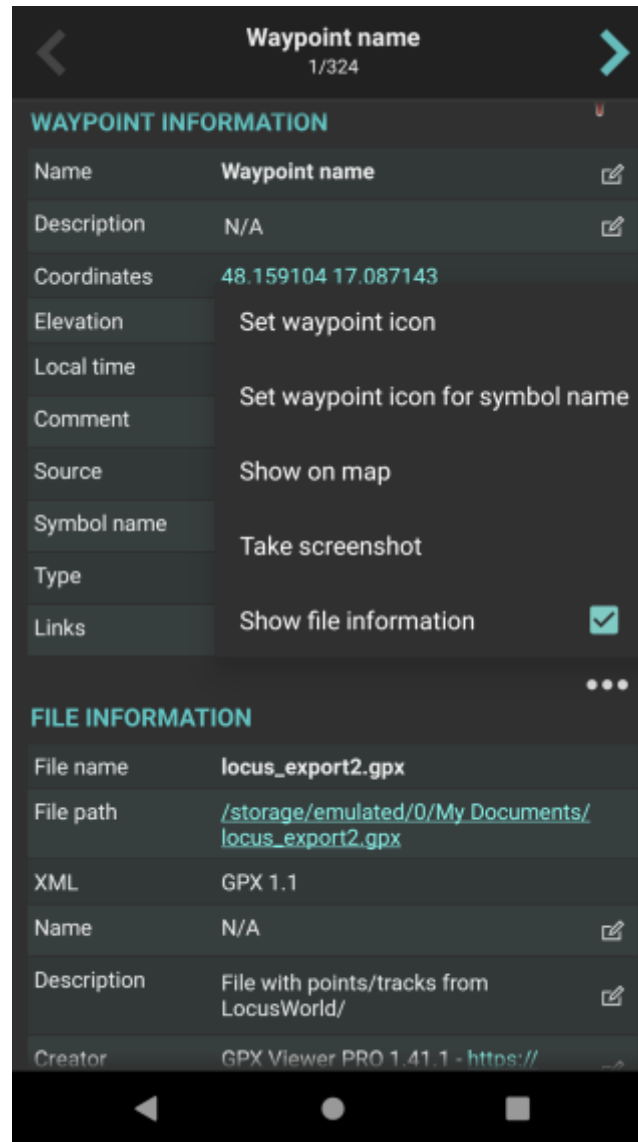 Waypoint name
1/324
WAYPOINT INFORMATION
Name Waypoint name
Description N/A
Coordinates 48.159104 17.087143
Elevation
Local time
Comment
Source
Symbol name
Type
Links
Set waypoint icon
Set waypoint icon for symbol name
Show on map
Take screenshot
Show file information
FILE INFORMATION
File name locus_export2.gpx
File path /storage/emulated/0/My Documents/
locus_export2.gpx
XML GPX 1.1
Name N/A
Description File with points/tracks from
LocusWorld/
Creator GPX Viewer PRO 1.41.1 - https://